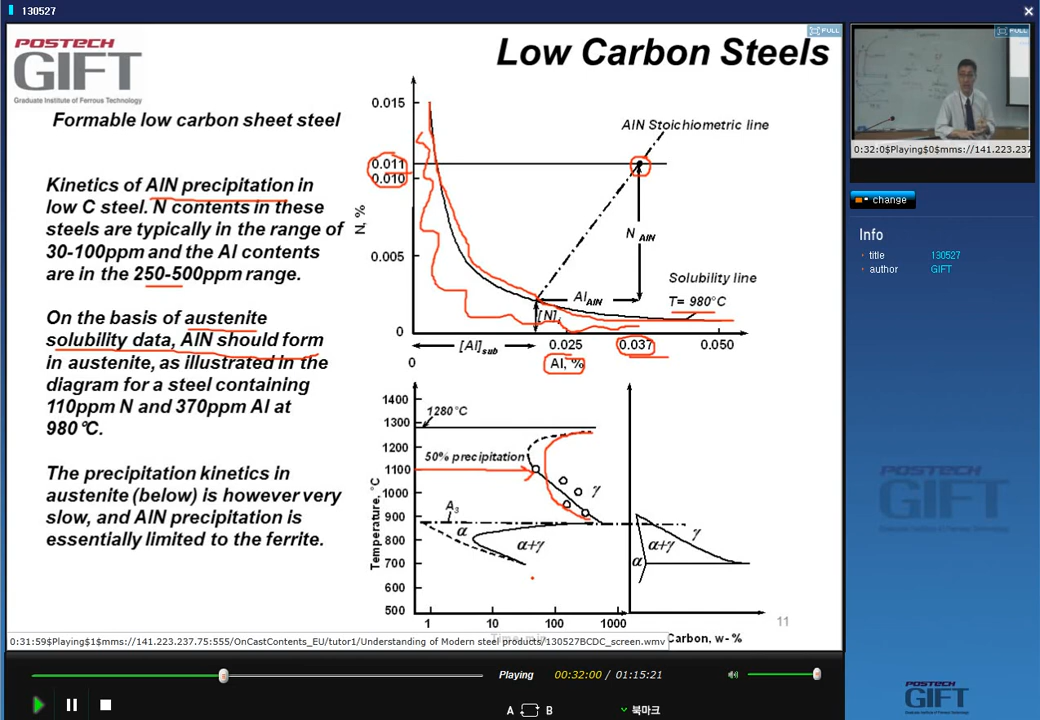 130527
POSTECH
GIFT
Graduate Institute of Ferrous Technology
Low Carbon Steels
FULL
FULL
0:32:0$Playing$0$mms://141.223.237
change
Info
title 130527
author GIFT
Formable low carbon sheet steel
Kinetics of AlN precipitation in
low C steel. N contents in these
steels are typically in the range of
30-100ppm and the Al contents
are in the 250-500ppm range.
On the basis of austenite
solubility data, AlN should form
in austenite, as illustrated in the
diagram for a steel containing
110ppm N and 370ppm Al at
980°C.
The precipitation kinetics in
austenite (below) is however very
slow, and AlN precipitation is
essentially limited to the ferrite.
0.015
0.011
0.010
0.005
0
N, %
AlN Stoichiometric line
N AlN
Solubility line
T= 980°C
Al AlN
[N]
[Al]sub
0.025
0.037
0.050
0
Al, %
1400
1300
1200
1100
1000
900
800
700
600
500
Temperature, °C
1280°C
50% precipitation
γ
A3
α
α+γ
1
10
100
1000
α
α+γ
γ
Carbon, w-%
11
0:31:59$Playing$1$mms://141.223.237.75:555/OnCastContents_EU/tutor1/Understanding of Modern steel products/130527BCDC_screen.wmv
Playing
00:32:00 / 01:15:21
A B
북마크
POSTECH
GIFT
POSTECH
GIFT